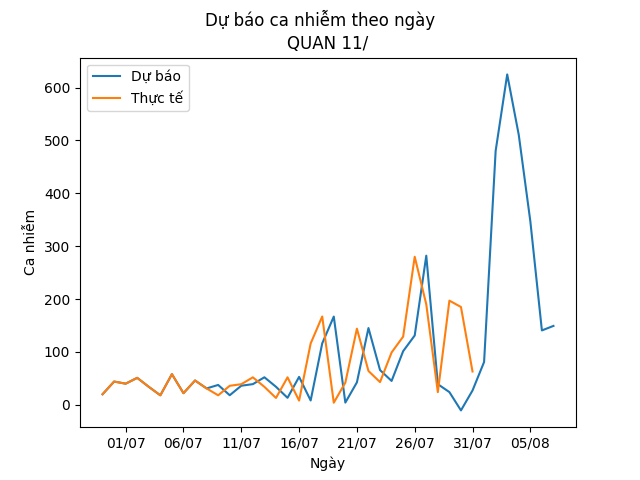 Dự báo ca nhiễm theo ngày
QUAN 11/
Dự báo
Thực tế
Ca nhiễm
600
500
400
300
200
100
0
01/07 06/07 11/07 16/07 21/07 26/07 31/07 05/08
Ngày